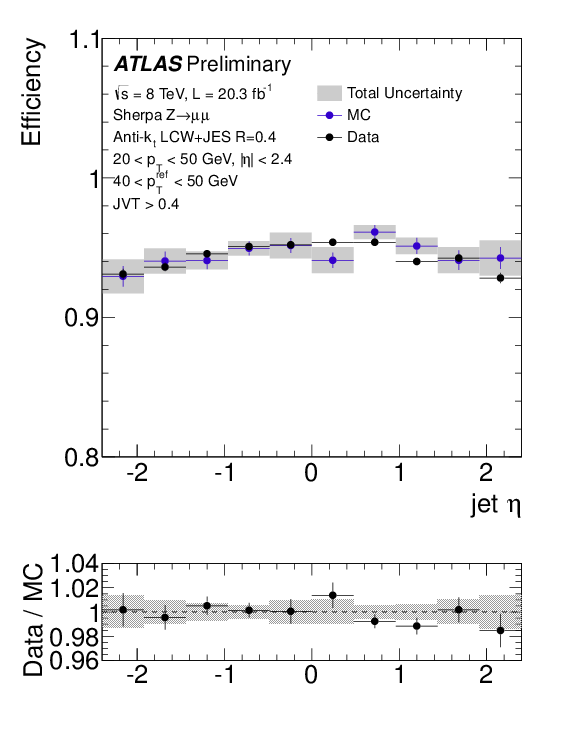 1.1
Efficiency
ATLAS Preliminary
√s = 8 TeV, L = 20.3 fb⁻¹
Total Uncertainty
Sherpa Z→μμ
MC
Anti-kₜ LCW+JES R=0.4
Data
20 < p_T < 50 GeV, |η| < 2.4
1
40 < p_T^ref < 50 GeV
JVT > 0.4
0.9
0.8
-2 -1 0 1 2
jet η
Data / MC
1.04
1.02
1
0.98
0.96
-2 -1 0 1 2